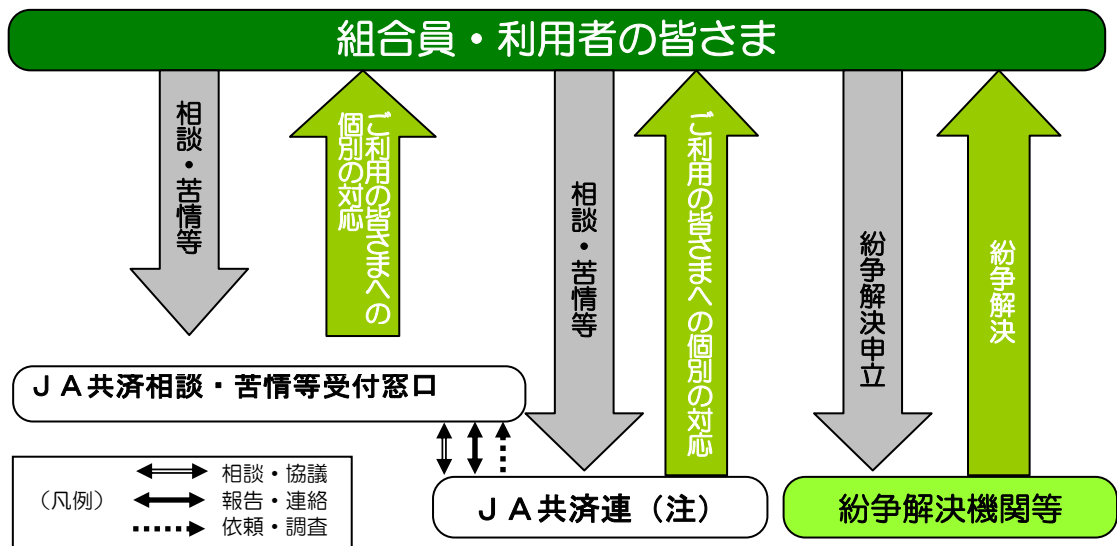 組合員・利用者の皆さま
相談・苦情等
ご利用の皆さまへの
個別の対応
相談・苦情等
ご利用の皆さまへの個別の対応
紛争解決申立
紛争解決
ＪＡ共済相談・苦情等受付窓口
ＪＡ共済連（注）
紛争解決機関等
（凡例）
相談・協議
報告・連絡
依頼・調査